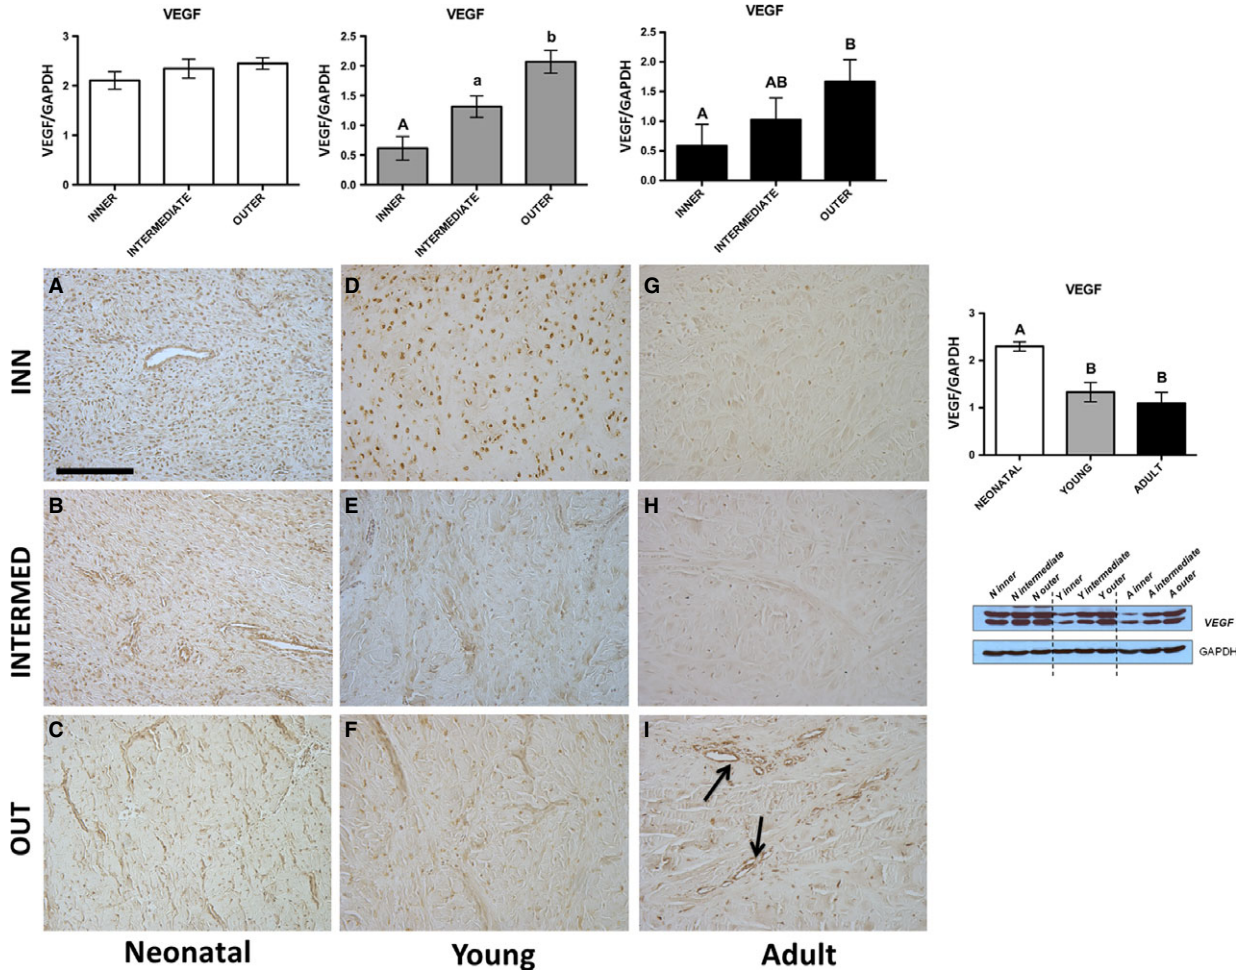 VEGF
VEGF/GAPDH
3
2
1
0
INNER
INTERMEDIATE
OUTER
VEGF
VEGF/GAPDH
2.5
2.0
1.5
1.0
0.5
0.0
A
a
b
INNER
INTERMEDIATE
OUTER
VEGF
VEGF/GAPDH
2.5
2.0
1.5
1.0
0.5
0.0
A
AB
B
INNER
INTERMEDIATE
OUTER
INN
A
D
G
INTERMED
B
E
H
OUT
C
F
I
Neonatal
Young
Adult
VEGF
VEGF/GAPDH
3
2
1
0
A
B
B
NEONATAL
YOUNG
ADULT
N inner
N intermediate
N outer
Y inner
Y intermediate
Y outer
A inner
A intermediate
A outer
VEGF
GAPDH